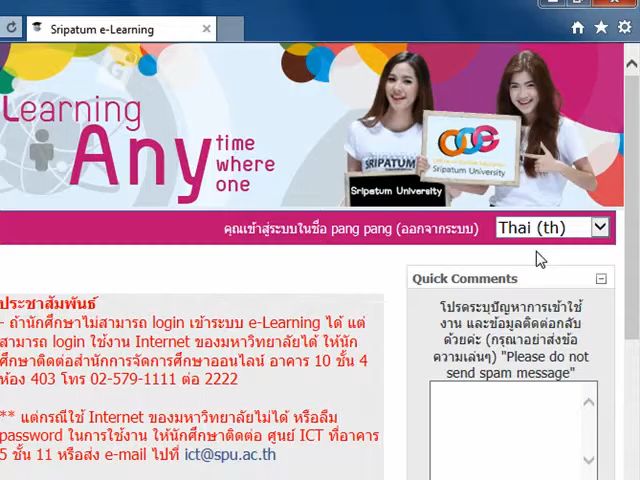 Sripatum e-Learning
Learning
Any
time
where
one
SRIPATUM
Sripatum University
Sripatum University
คุณเข้าสู่ระบบในชื่อ pang pang (ออกจากระบบ)
Thai (th)
Quick Comments
โปรดระบุปัญหาการเข้าใช้
งาน และข้อมูลติดต่อกลับ
ด้วยค่ะ (กรุณาอย่าส่งข้อ
ความเล่นๆ) "Please do not
send spam message"
ประชาสัมพันธ์
- ถ้านักศึกษาไม่สามารถ login เข้าระบบ e-Learning ได้ แต่
สามารถ login ใช้งาน Internet ของมหาวิทยาลัยได้ ให้นัก
ศึกษาติดต่อสำนักการจัดการศึกษาออนไลน์ อาคาร 10 ชั้น 4
ห้อง 403 โทร 02-579-1111 ต่อ 2222
** แต่กรณีใช้ Internet ของมหาวิทยาลัยไม่ได้ หรือลืม
password ในการใช้งาน ให้นักศึกษาติดต่อ ศูนย์ ICT ที่อาคาร
5 ชั้น 11 หรือส่ง e-mail ไปที่ ict@spu.ac.th